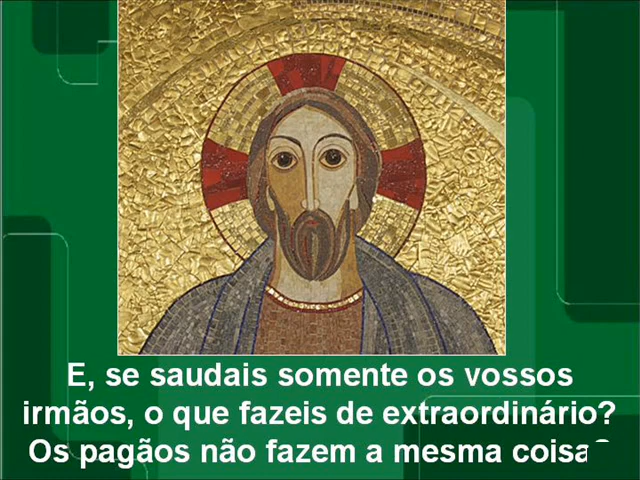 E, se saudais somente os vossos
irmãos, o que fazeis de extraordinário?
Os pagãos não fazem a mesma coisa?